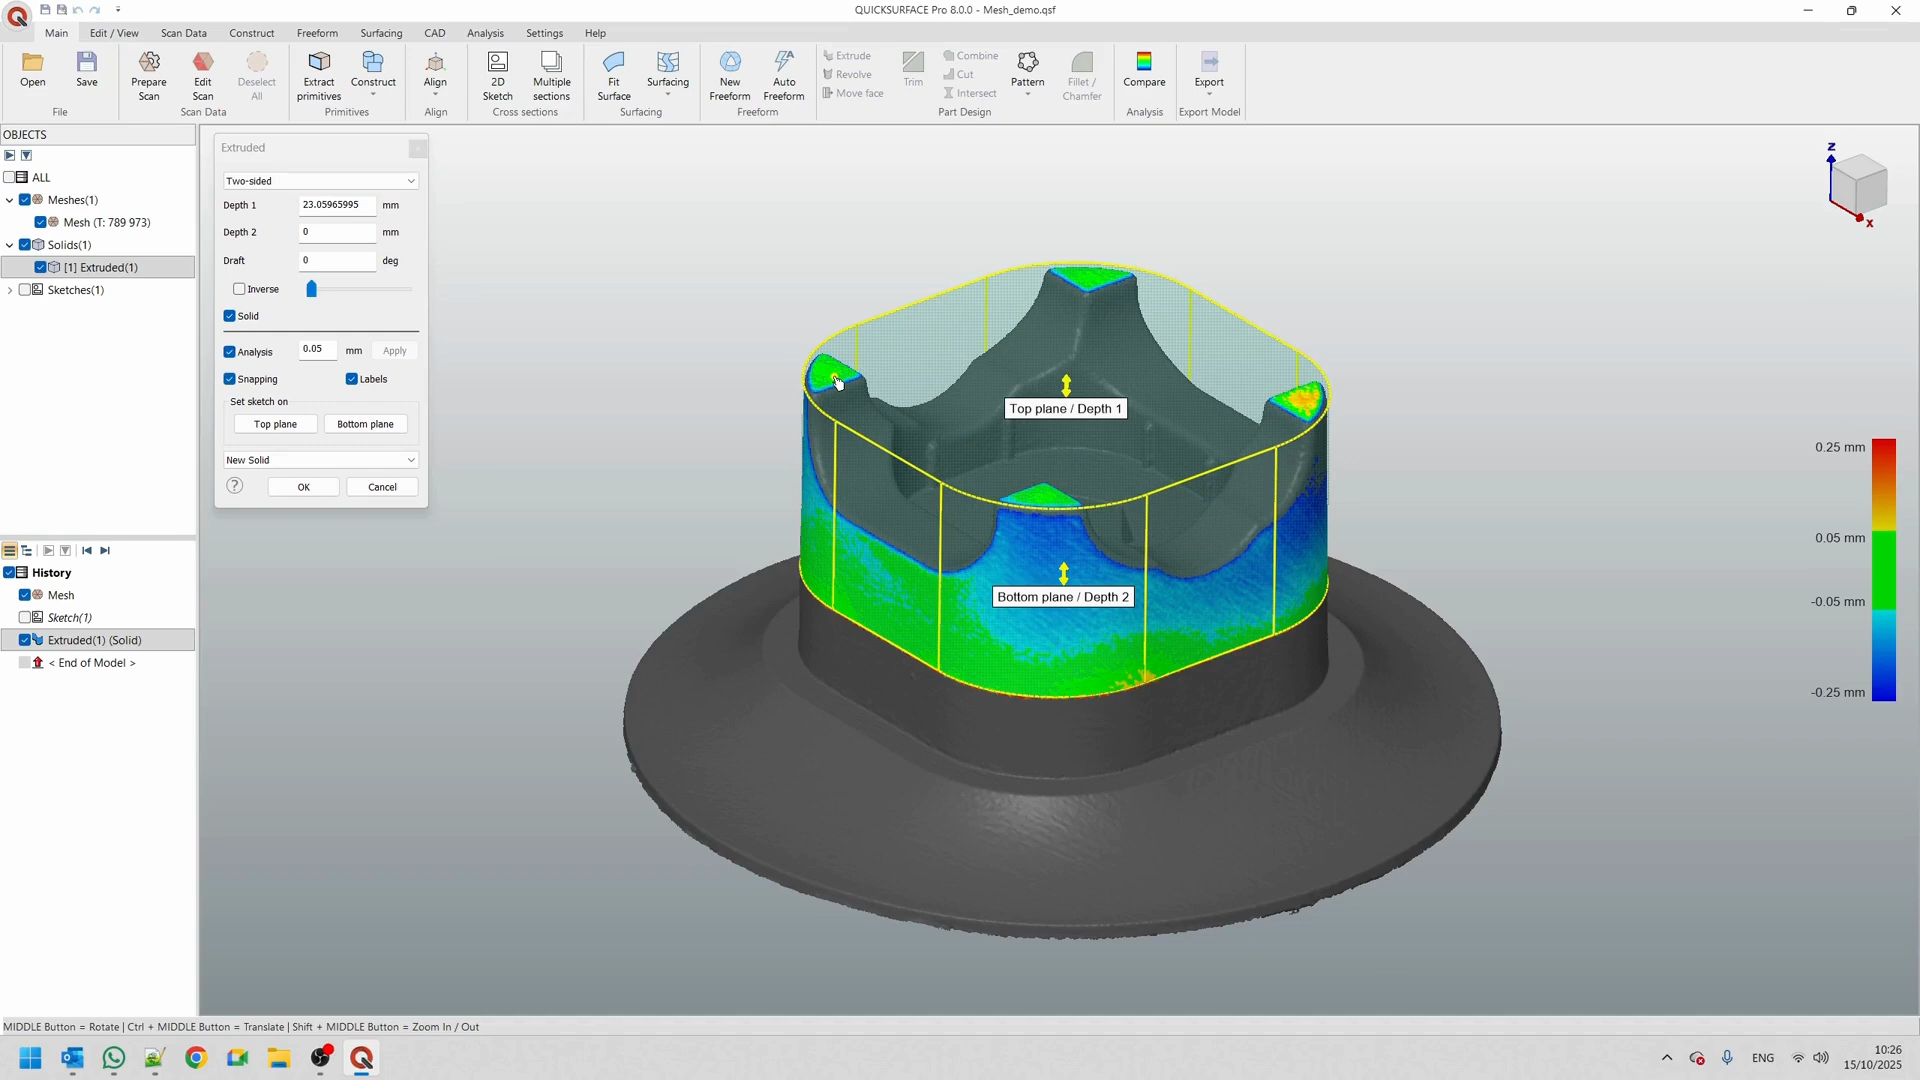 QUICKSURFACE Pro 8.0.0 - Mesh_demo.qsf
Main Edit / View Scan Data Construct Freeform Surfacing CAD Analysis Settings Help
Open Save
File
Prepare Scan Edit Scan Deselect All
Scan Data
Extract primitives Construct
Primitives
Align
Align
2D Sketch Multiple sections
Cross sections
Fit Surface Surfacing
Surfacing
New Freeform Auto Freeform
Freeform
Extrude
Revolve
Move face
Trim
Combine
Cut
Intersect
Pattern
Fillet / Chamfer
Part Design
Compare
Analysis
Export
Export Model
OBJECTS
ALL
Meshes(1)
Mesh (T: 789 973)
Solids(1)
[1] Extruded(1)
Sketches(1)
Extruded
Two-sided
Depth 1 23.05965995 mm
Depth 2 0 mm
Draft 0 deg
Inverse
Solid
Analysis 0.05 mm Apply
Snapping Labels
Set sketch on
Top plane Bottom plane
New Solid
? OK Cancel
Top plane / Depth 1
Bottom plane / Depth 2
Z
X
0.25 mm
0.05 mm
-0.05 mm
-0.25 mm
History
Mesh
Sketch(1)
Extruded(1) (Solid)
< End of Model >
MIDDLE Button = Rotate | Ctrl + MIDDLE Button = Translate | Shift + MIDDLE Button = Zoom In / Out
ENG
10:26
15/10/2025